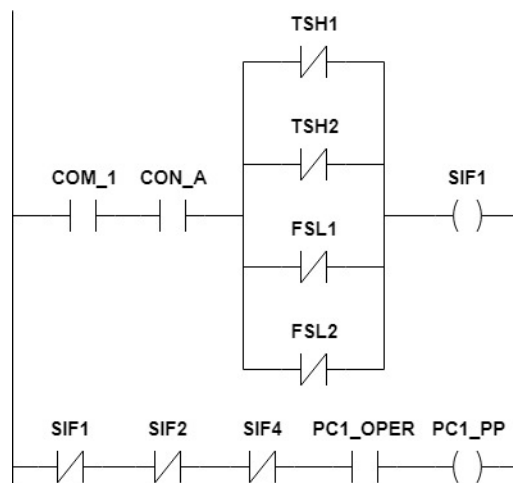 TSH1
TSH2
COM_1 CON_A SIF1
FSL1
FSL2
SIF1 SIF2 SIF4 PC1_OPER PC1_PP